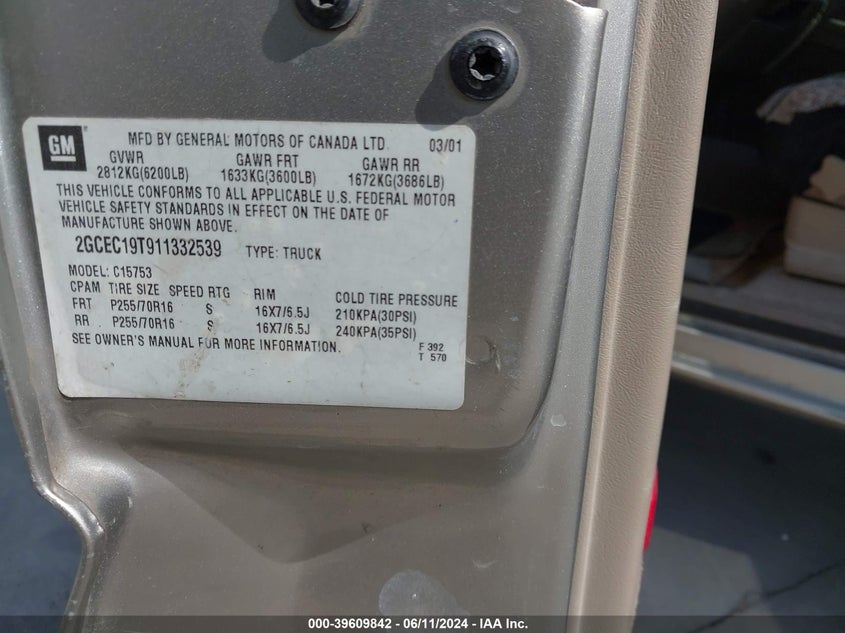 GM
MFD BY GENERAL MOTORS OF CANADA LTD. 03/01
GVWR GAWR FRT GAWR RR
2812KG(6200LB) 1633KG(3600LB) 1672KG(3686LB)
THIS VEHICLE CONFORMS TO ALL APPLICABLE U.S. FEDERAL MOTOR
VEHICLE SAFETY STANDARDS IN EFFECT ON THE DATE OF
MANUFACTURE SHOWN ABOVE.
2GCEC19T911332539 TYPE: TRUCK
MODEL: C15753
CPAM TIRE SIZE SPEED RTG RIM COLD TIRE PRESSURE
FRT P255/70R16 S 16X7/6.5J 210KPA(30PSI)
RR P255/70R16 S 16X7/6.5J 240KPA(35PSI)
SEE OWNER'S MANUAL FOR MORE INFORMATION.
F 392
T 570
000-39609842 - 06/11/2024 - IAA Inc.